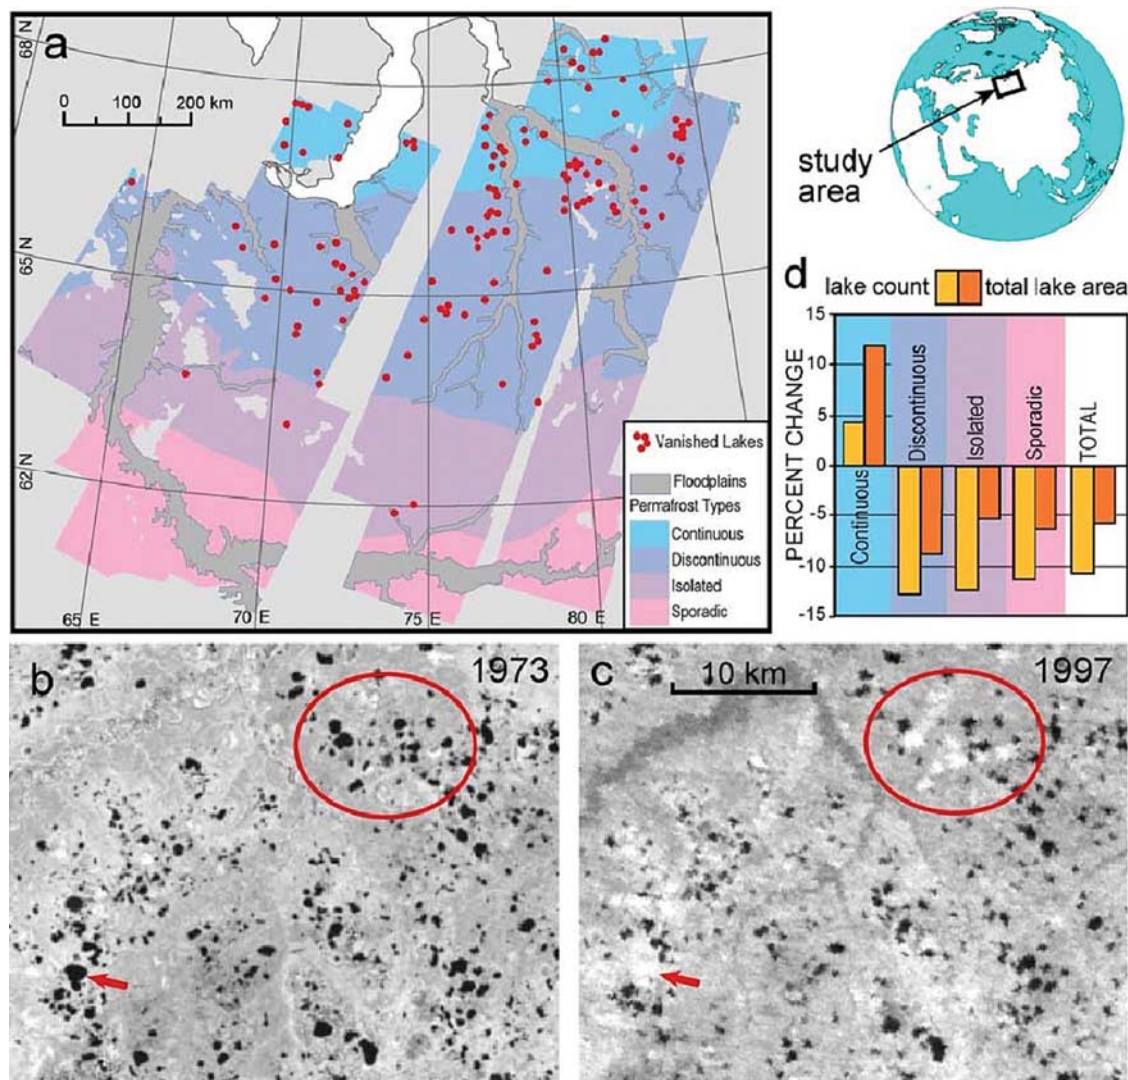 a
68 N
65 N
62 N
0 100 200 km
65 E
70 E
75 E
80 E
Vanished Lakes
Floodplains
Permafrost Types
Continuous
Discontinuous
Isolated
Sporadic
study
area
d
lake count
total lake area
PERCENT CHANGE
15
10
5
0
-5
-10
-15
Continuous
Discontinuous
Isolated
Sporadic
TOTAL
b
1973
c
10 km
1997